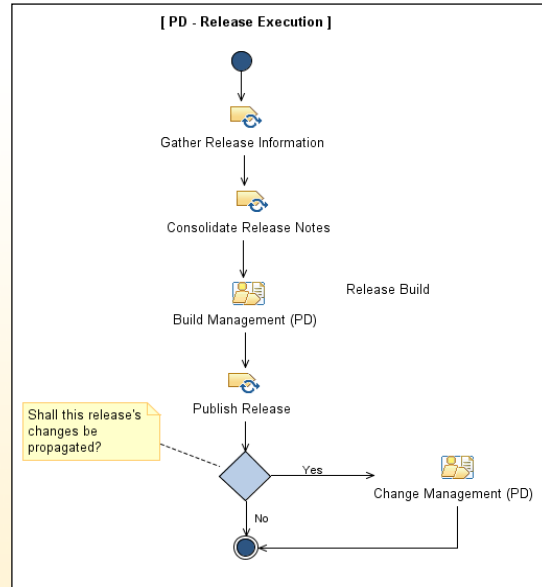 [ PD - Release Execution ]
Gather Release Information
Consolidate Release Notes
Release Build
Build Management (PD)
Publish Release
Shall this release's
changes be
propagated?
Yes
Change Management (PD)
No